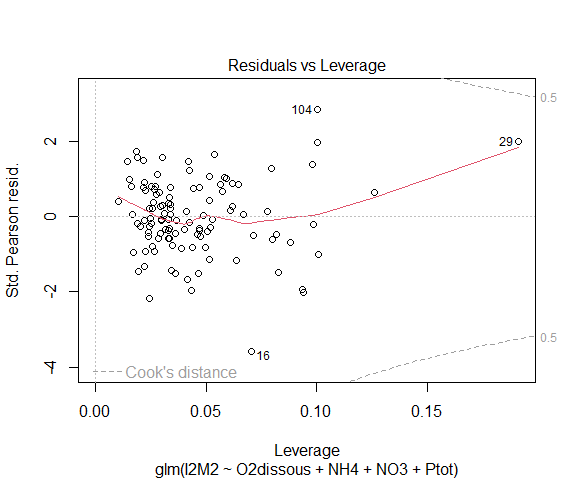 Residuals vs Leverage
Std. Pearson resid.
2
0
-2
-4
104
29
16
0.5
0.5
Cook's distance
0.00 0.05 0.10 0.15
Leverage
glm(I2M2 ~ O2dissous + NH4 + NO3 + Ptot)